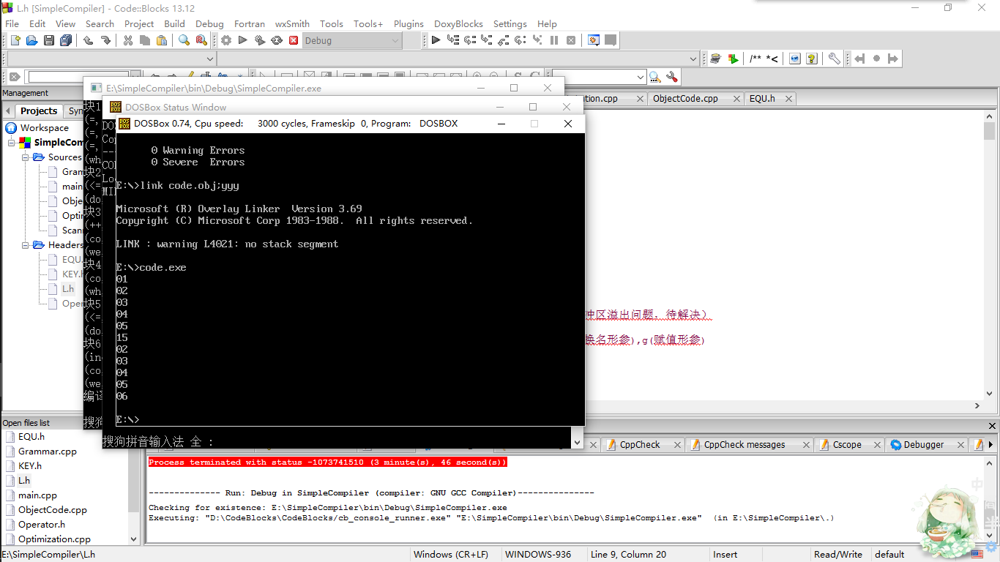 L.h [SimpleCompiler] - Code::Blocks 13.12
File Edit View Search Project Build Debug Fortran wxSmith Tools Tools+ Plugins DoxyBlocks Settings Help
Debug
/** *<
Management
E:\SimpleCompiler\bin\Debug\SimpleCompiler.exe
tion.cpp ObjectCode.cpp EQU.h
DOSBox Status Window
Projects Syn
DOSBox 0.74, Cpu speed: 3000 cycles, Frameskip 0, Program: DOSBOX
Workspace
SimpleCom
Sources
Gram
main
Obje
Opti
Scan
Headers
EQU.
KEY.h
L.h
Oper
块1
(=,
(=,
(=,
(wh
块2
(<=
(do
块3
(++
(co
(we
块4
(co
(wh
块5
(<=
(do
块6
(in
(co
(we
编译
搜狗
DO
Cop
---
CO
Lo
MI
0 Warning Errors
0 Severe Errors
E:\>link code.obj;yyy
Microsoft (R) Overlay Linker Version 3.69
Copyright (C) Microsoft Corp 1983-1988. All rights reserved.
LINK : warning L4021: no stack segment
E:\>code.exe
01
02
03
04
05
15
02
03
04
05
06
E:\>
冲区溢出问题，待解决)
换名形参),g(赋值形参)
搜狗拼音输入法 全 :
Open files list
EQU.h
Grammar.cpp
KEY.h
L.h
main.cpp
ObjectCode.cpp
Operator.h
Optimization.cpp
CppCheck CppCheck messages Cscope Debugger
Process terminated with status -1073741510 (3 minute(s), 46 second(s))
-------------- Run: Debug in SimpleCompiler (compiler: GNU GCC Compiler)---------------
Checking for existence: E:\SimpleCompiler\bin\Debug\SimpleCompiler.exe
Executing: "D:\CodeBlocks\CodeBlocks/cb_console_runner.exe" "E:\SimpleCompiler\bin\Debug\SimpleCompiler.exe" (in E:\SimpleCompiler\.)
中
半
E:\SimpleCompiler\L.h Windows (CR+LF) WINDOWS-936 Line 9, Column 20 Insert Read/Write default